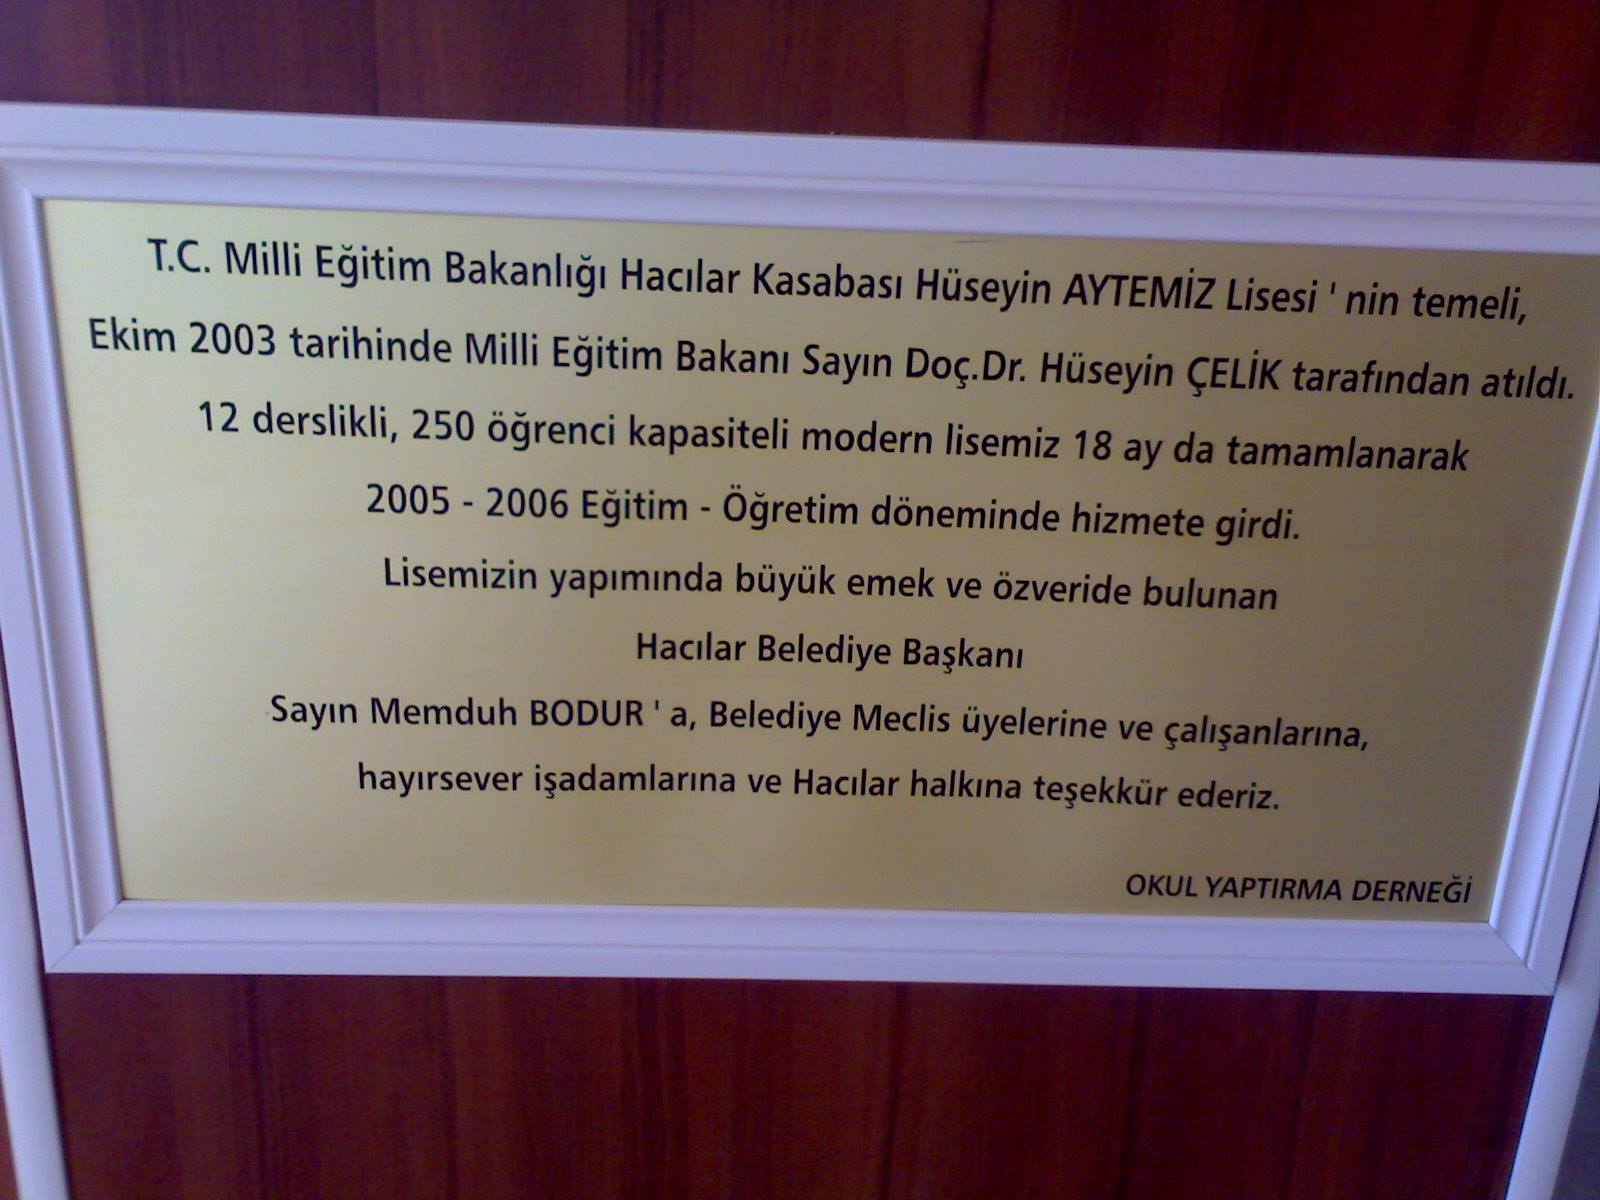 T.C. Milli Eğitim Bakanlığı Hacılar Kasabası Hüseyin AYTEMİZ Lisesi ' nin temeli,
Ekim 2003 tarihinde Milli Eğitim Bakanı Sayın Doç.Dr. Hüseyin ÇELİK tarafından atıldı.
12 derslikli, 250 öğrenci kapasiteli modern lisemiz 18 ay da tamamlanarak
2005 - 2006 Eğitim - Öğretim döneminde hizmete girdi.
Lisemizin yapımında büyük emek ve özveride bulunan
Hacılar Belediye Başkanı
Sayın Memduh BODUR ' a, Belediye Meclis üyelerine ve çalışanlarına,
hayırsever işadamlarına ve Hacılar halkına teşekkür ederiz.
OKUL YAPTIRMA DERNEĞİ